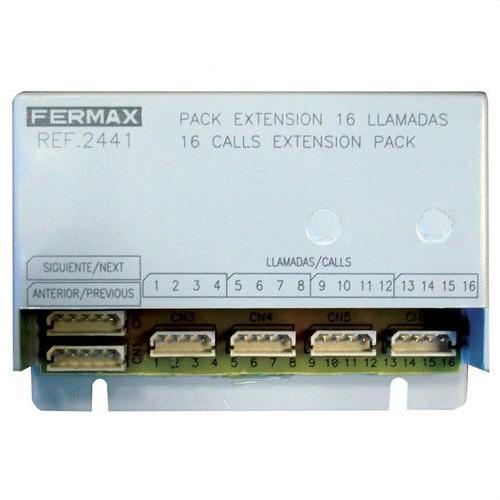 FERMAX
REF.2441
PACK EXTENSION 16 LLAMADAS
16 CALLS EXTENSION PACK
SIGUIENTE/NEXT
ANTERIOR/PREVIOUS
LLAMADAS/CALLS
1 2 3 4 5 6 7 8 9 10 11 12 13 14 15 16
CN3 CN4 CN5
CN1
1 2 3 4 5 6 7 8 9 10 11 12 13 14 15 16